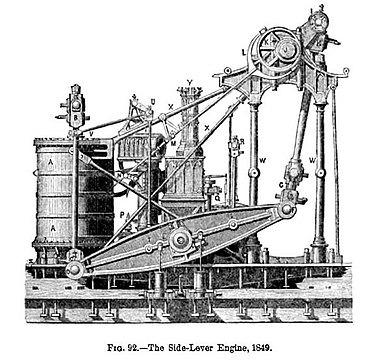 I
L
K
Y
U
X
B
V
M
X
R
A
W
W
G
Q
A
P
FIG. 92.—The Side-Lever Engine, 1849.